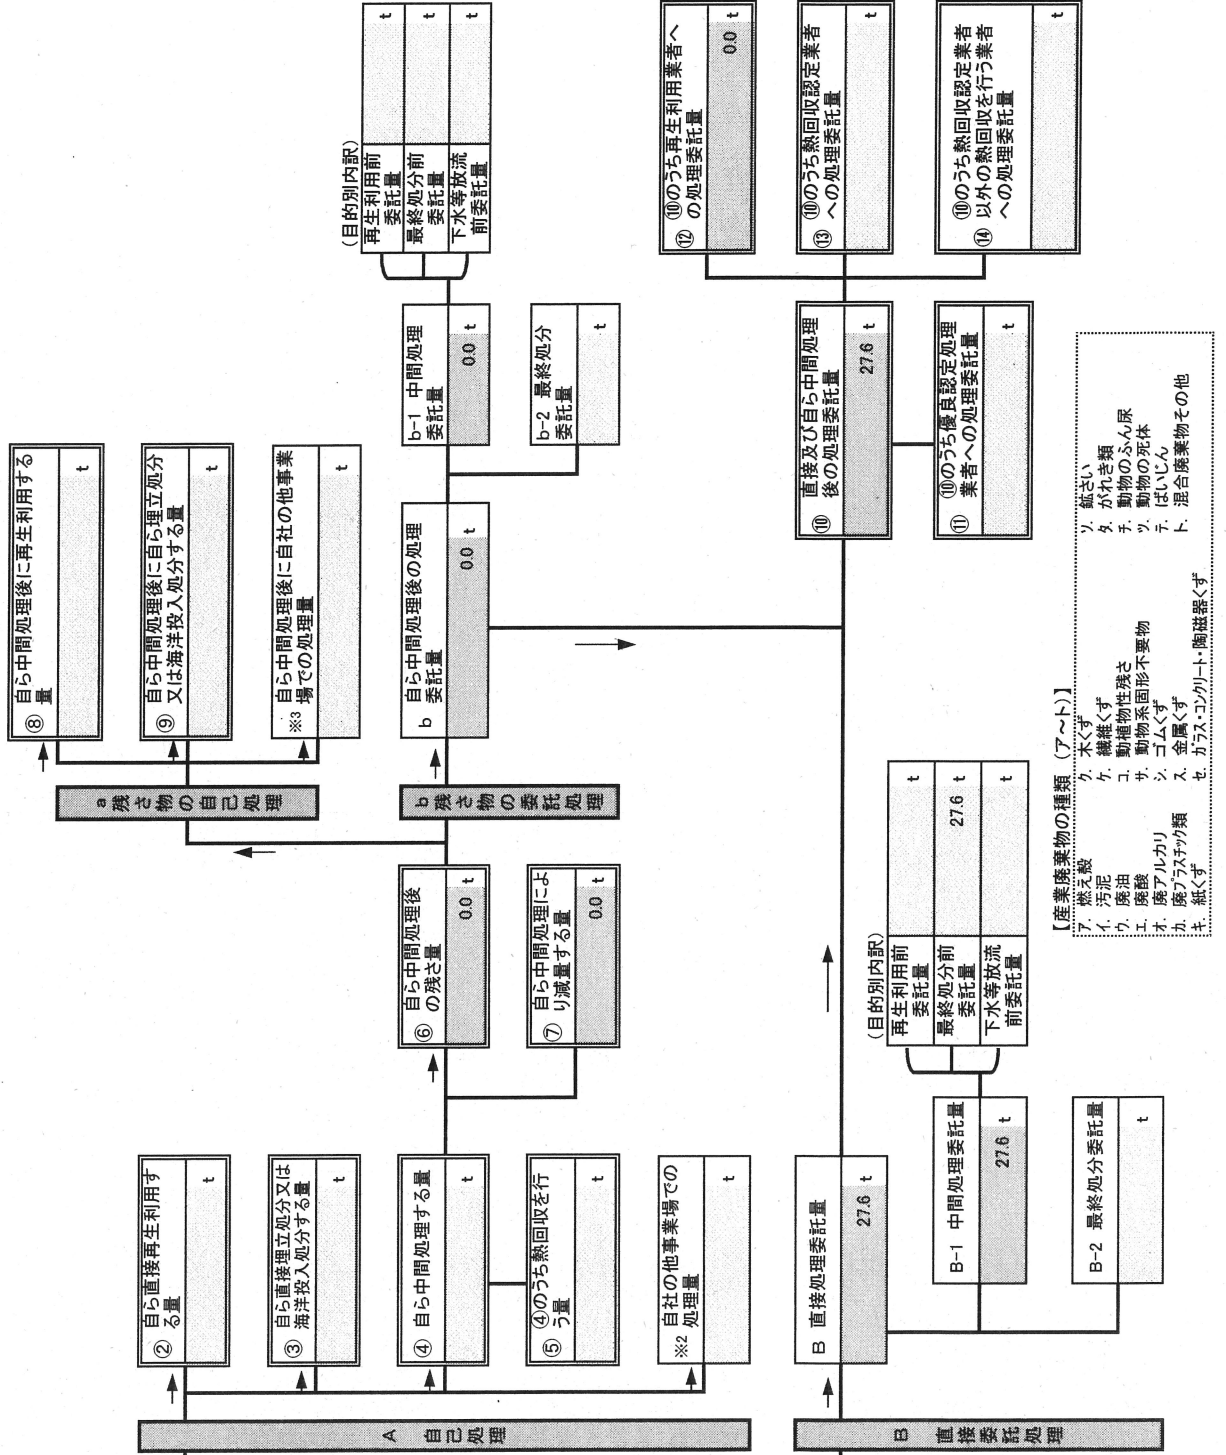 A 自己処理
② 自ら直接再生利用す
る量
t
③ 自ら直接埋立処分又は
海洋投入処分する量
t
④ 自ら中間処理する量
t
⑤ ④のうち熱回収を行
う量
t
※2 自社の他事業場での
処理量
t
⑥ 自ら中間処理後
の残さ量
0.0 t
⑦ 自ら中間処理によ
り減量する量
0.0 t
a 残さ物の自己処理
⑧ 自ら中間処理後に再生利用する
量
t
⑨ 自ら中間処理後に自ら埋立処分
又は海洋投入処分する量
t
※3 自ら中間処理後に自社の他事業
場での処理量
t
b 残さ物の委託処理
b 自ら中間処理後の処理
委託量
0.0 t
b-1 中間処理
委託量
0.0 t
b-2 最終処分
委託量
t
(目的別内訳)
再生利用前
委託量
t
最終処分前
委託量
t
下水等放流
前委託量
t
B 直接委託処理
B 直接処理委託量
27.6 t
B-1 中間処理委託量
27.6 t
B-2 最終処分委託量
t
(目的別内訳)
再生利用前
委託量
t
最終処分前
委託量
27.6 t
下水等放流
前委託量
t
⑩ 直接及び自ら中間処理
後の処理委託量
27.6 t
⑪ ⑩のうち優良認定処理
業者への処理委託量
t
⑫ ⑩のうち再生利用業者へ
の処理委託量
0.0 t
⑬ ⑩のうち熱回収認定業者
への処理委託量
t
⑭ ⑩のうち熱回収認定業者
以外の熱回収を行う業者
への処理委託量
t
【産業廃棄物の種類 (ア~ト)】
ア. 燃え殻
イ. 汚泥
ウ. 廃油
エ. 廃酸
オ. 廃アルカリ
カ. 廃プラスチック類
キ. 紙くず
ク. 木くず
ケ. 繊維くず
コ. 動植物性残さ
サ. 動物系固形不要物
シ. ゴムくず
ス. 金属くず
セ. ガラス・コンクリート・陶磁器くず
ソ. 鉱さい
タ. がれき類
チ. 動物のふん尿
ツ. 動物の死体
テ. ばいじん
ト. 混合廃棄物その他